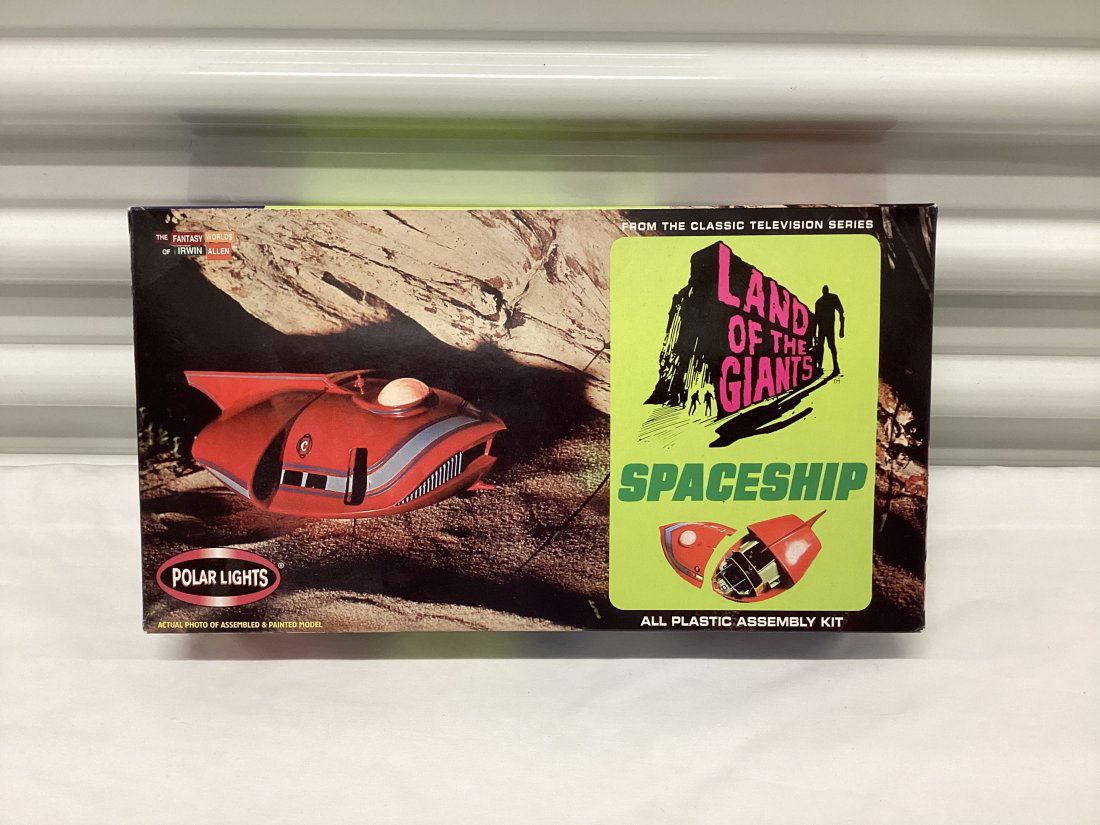 THE FANTASY WORLDS
OF IRWIN ALLEN
FROM THE CLASSIC TELEVISION SERIES
LAND
OF THE
GIANTS
TM
SPACESHIP
C
POLAR LIGHTS®
ACTUAL PHOTO OF ASSEMBLED & PAINTED MODEL
ALL PLASTIC ASSEMBLY KIT